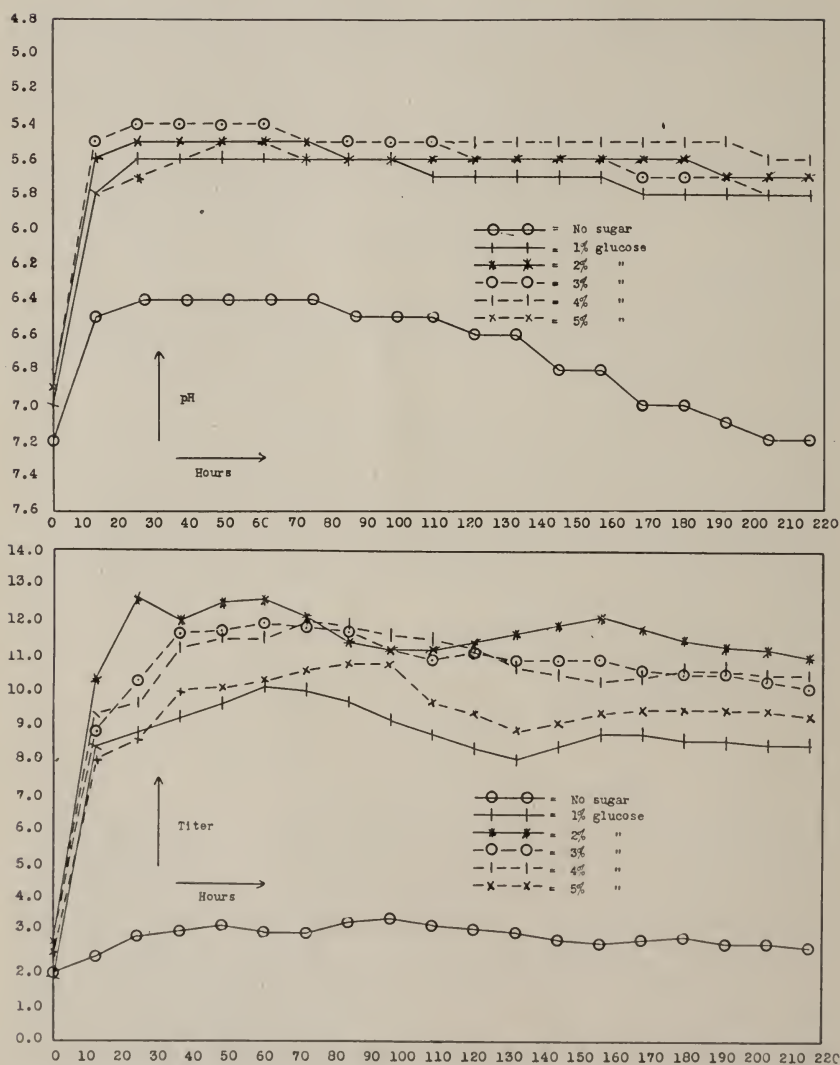 4.8
5.0
5.2
5.4
5.6
5.8
6.0
6.2
6.4
6.6
6.8
7.0
7.2
7.4
7.6
= No sugar
= 1% glucose
= 2% "
= 3% "
= 4% "
= 5% "
pH
Hours
0 10 20 30 40 50 60 70 80 90 100 110 120 130 140 150 160 170 180 190 200 210 220
14.0
13.0
12.0
11.0
10.0
9.0
8.0
7.0
6.0
5.0
4.0
3.0
2.0
1.0
0.0
= No sugar
= 1% glucose
= 2% "
= 3% "
= 4% "
= 5% "
Titer
Hours
0 10 20 30 40 50 60 70 80 90 100 110 120 130 140 150 160 170 180 190 200 210 220